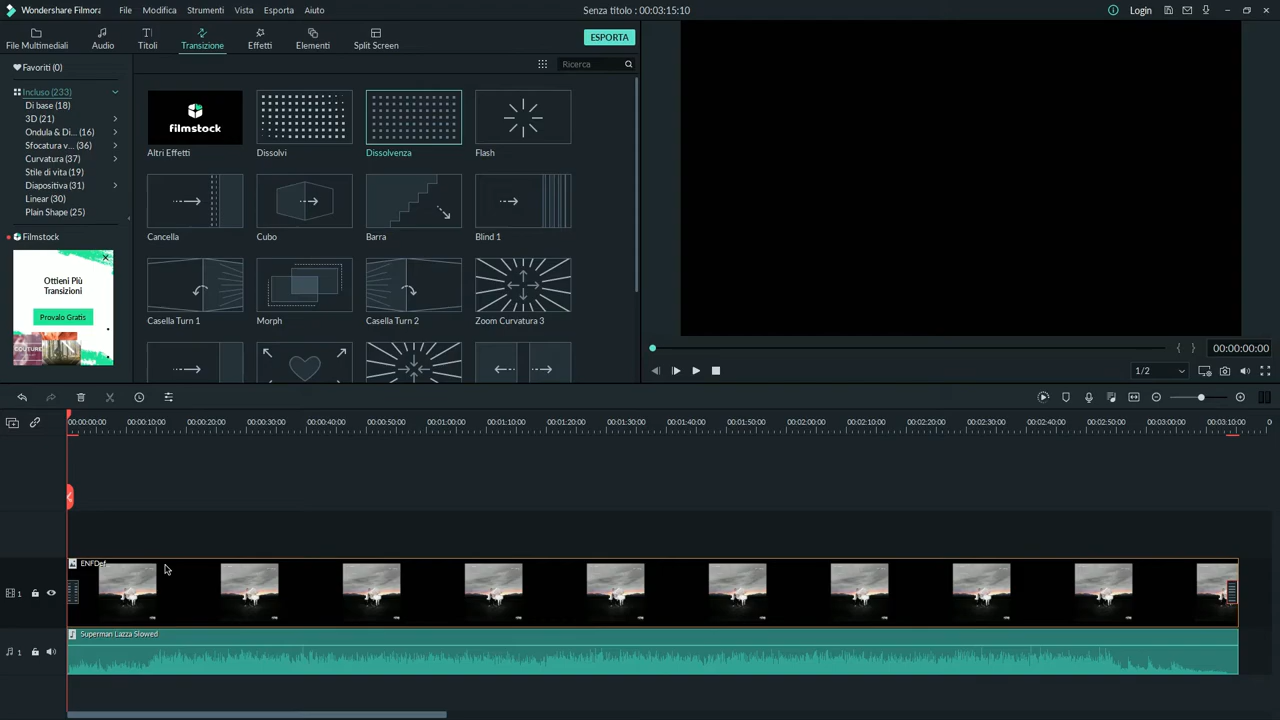 Wondershare Filmora
File Modifica Strumenti Vista Esporta Aiuto
Senza titolo : 00:03:15:10
Login
File Multimediali Audio Titoli Transizione Effetti Elementi Split Screen
ESPORTA
Favoriti (0)
Ricerca
Incluso (233)
Di base (18)
3D (21)
Ondula & Di... (16)
Sfocatura v... (36)
Curvatura (37)
Stile di vita (19)
Diapositiva (31)
Linear (30)
Plain Shape (25)
Filmstock
Ottieni Più
Transizioni
Provalo Gratis
COUTURE
filmstock
Altri Effetti Dissolvi Dissolvenza Flash
Cancella Cubo Barra Blind 1
Casella Turn 1 Morph Casella Turn 2 Zoom Curvatura 3
00:00:00:00
1/2
00:00:00:00 00:00:10:00 00:00:20:00 00:00:30:00 00:00:40:00 00:00:50:00 00:01:00:00 00:01:10:00 00:01:20:00 00:01:30:00 00:01:40:00 00:01:50:00 00:02:00:00 00:02:10:00 00:02:20:00 00:02:30:00 00:02:40:00 00:02:50:00 00:03:00:00 00:03:10:00 0
ENFDef
1
Superman Lazza Slowed
1